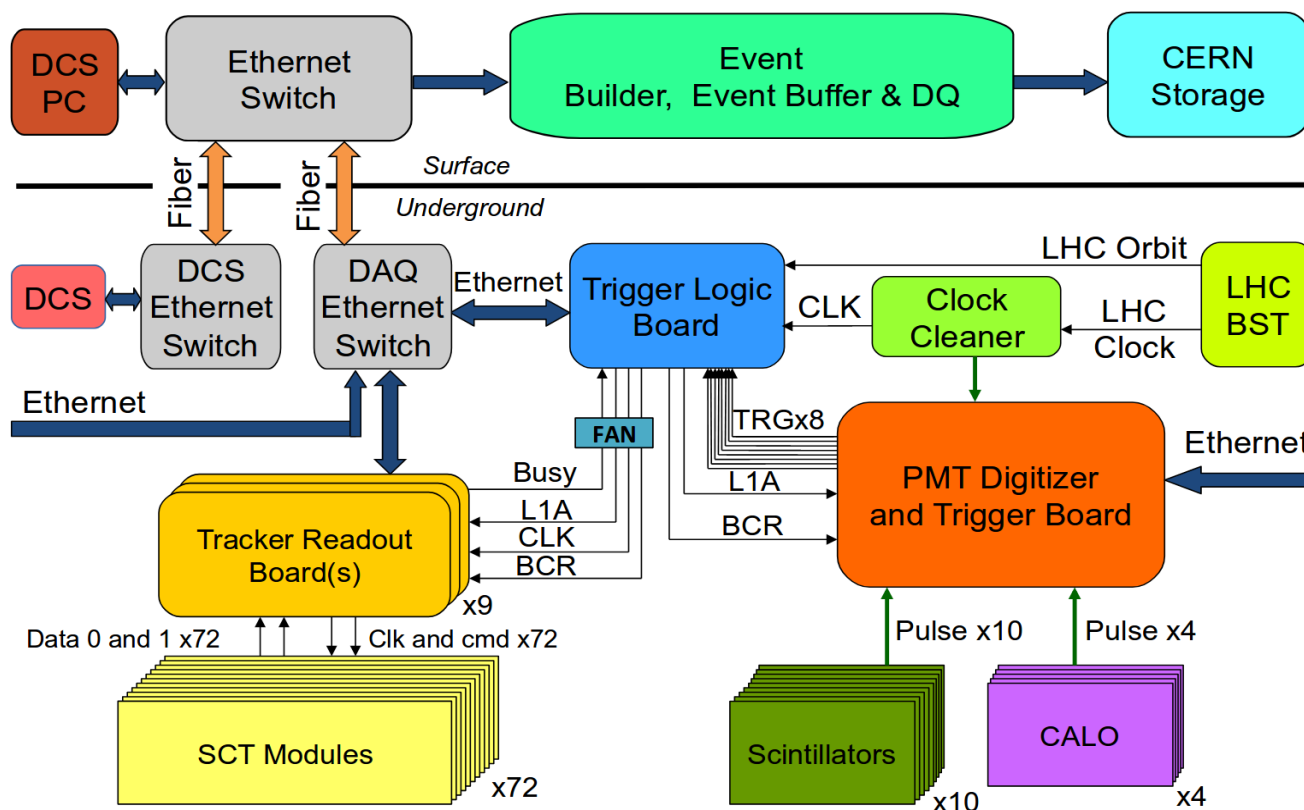 DCS
PC
Ethernet
Switch
Event
Builder,  Event Buffer & DQ
CERN
Storage
Fiber
Fiber
Surface
Underground
DCS
DCS
Ethernet
Switch
DAQ
Ethernet
Switch
Ethernet
Trigger Logic
Board
LHC Orbit
CLK
Clock
Cleaner
LHC
Clock
LHC
BST
Ethernet
FAN
TRGx8
Ethernet
Busy
L1A
CLK
BCR
L1A
BCR
PMT Digitizer
and Trigger Board
Tracker Readout
Board(s)
x9
Data 0 and 1 x72
Clk and cmd x72
Pulse x10
Pulse x4
SCT Modules
x72
Scintillators
x10
CALO
x4